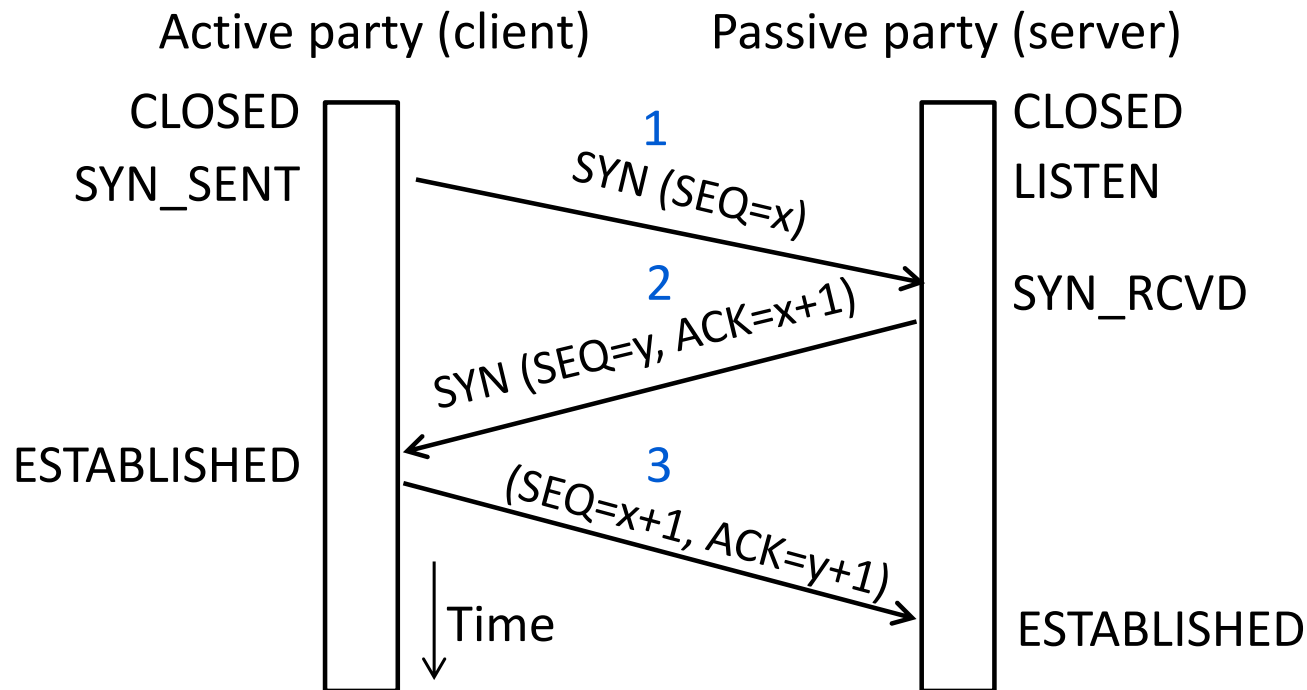 Active party (client) Passive party (server)
CLOSED
CLOSED
1
SYN_SENT
SYN (SEQ=x)
LISTEN
2
SYN_RCVD
SYN (SEQ=y, ACK=x+1)
ESTABLISHED
3
(SEQ=x+1, ACK=y+1)
Time
ESTABLISHED